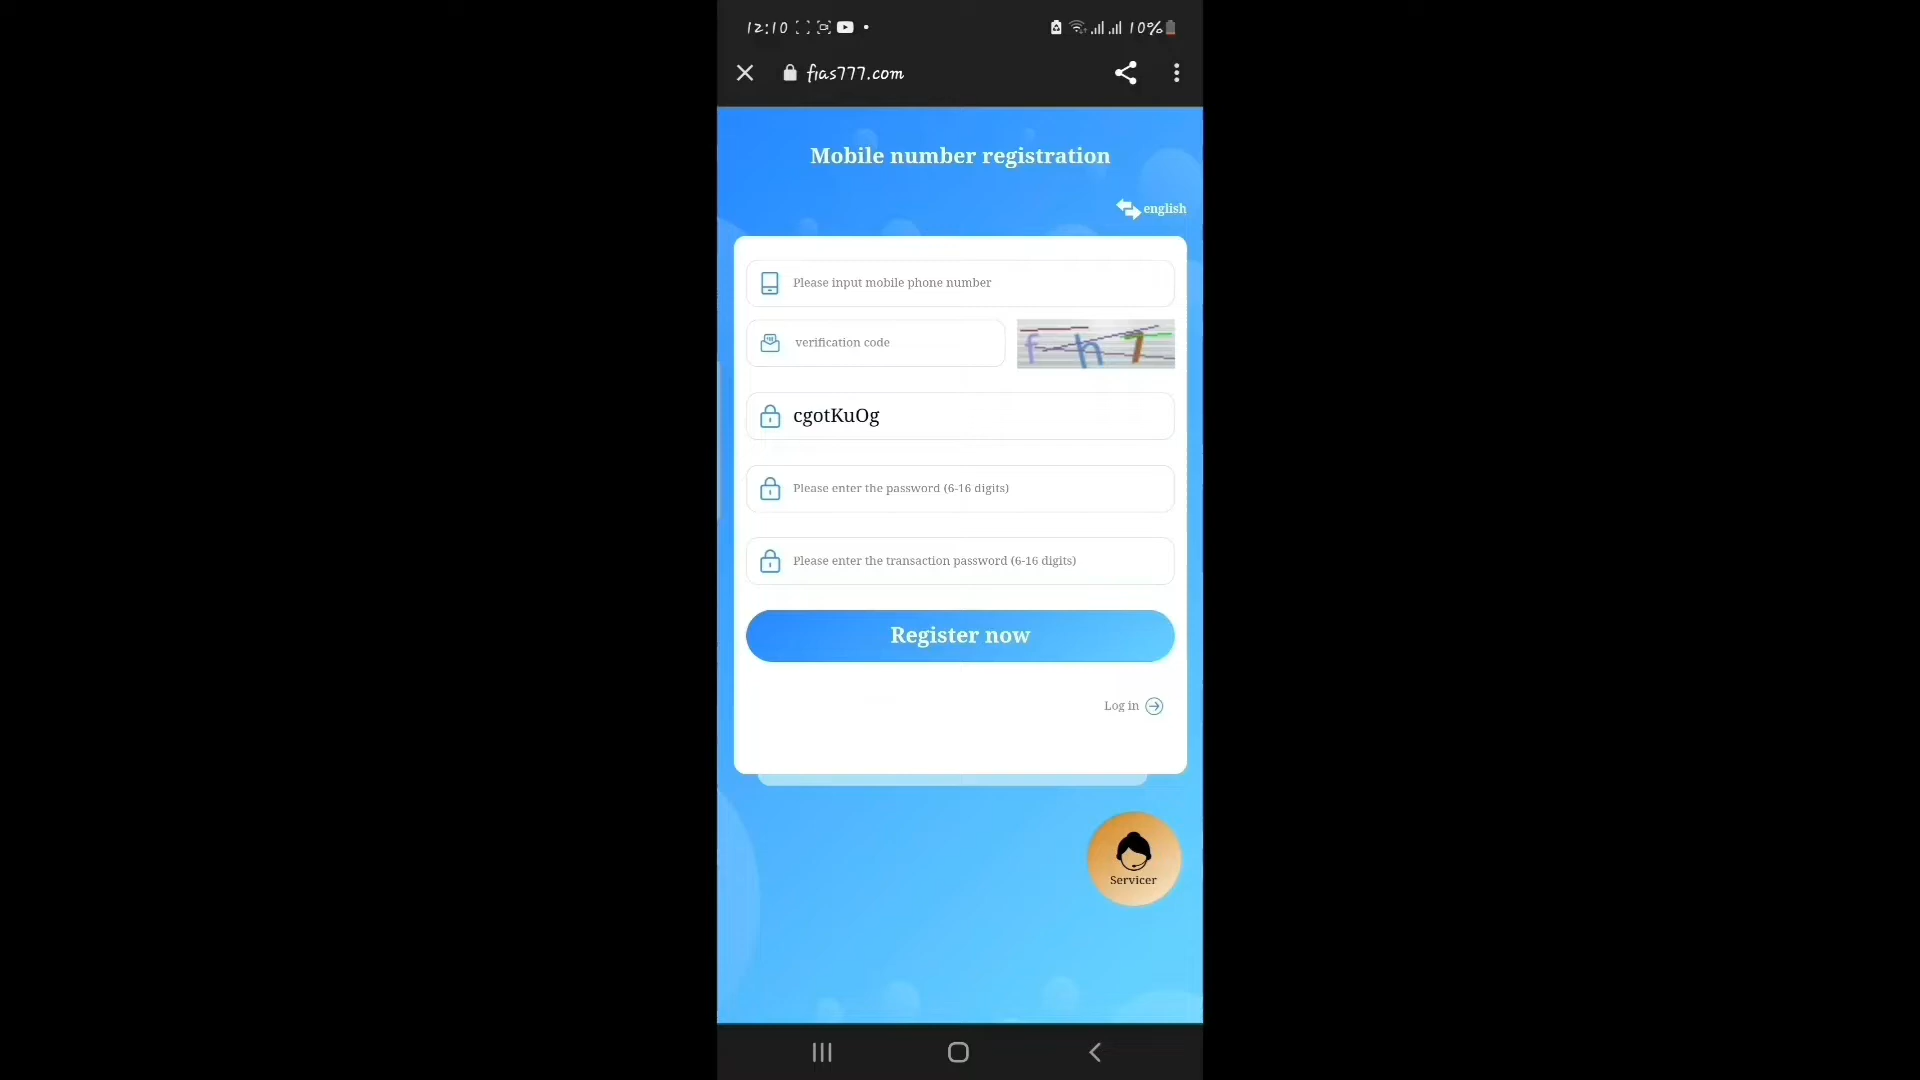 12:10
10%
fias777.com
Mobile number registration
english
Please input mobile phone number
verification code
f h 7
cgotKuOg
Please enter the password (6-16 digits)
Please enter the transaction password (6-16 digits)
Register now
Log in
Servicer